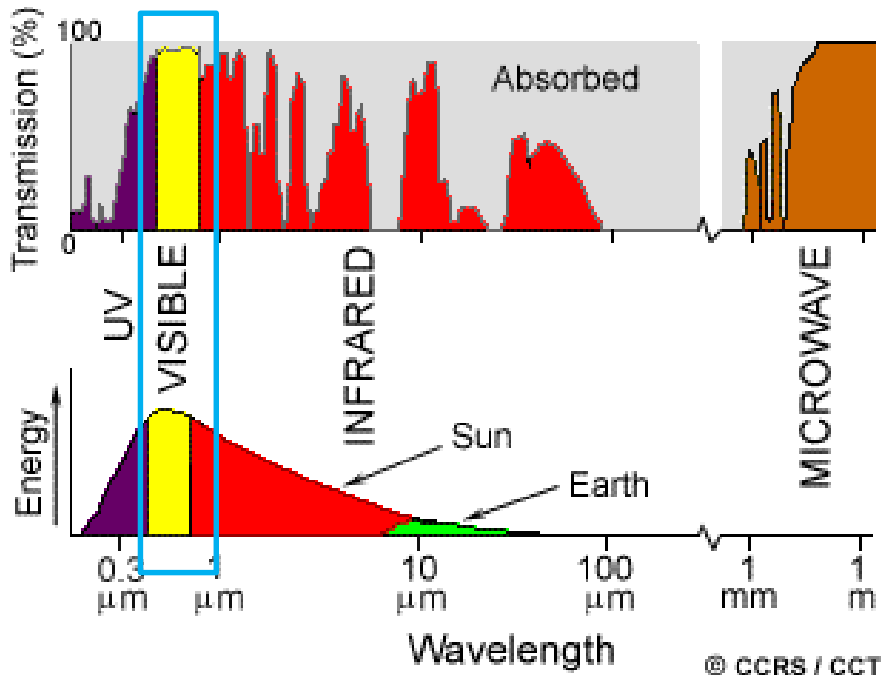 Transmission (%)
100
0
Absorbed
UV
VISIBLE
INFRARED
MICROWAVE
Energy
Sun
Earth
0.3 1 10 100 1 1
μm μm μm μm mm m
Wavelength
© CCRS / CCT